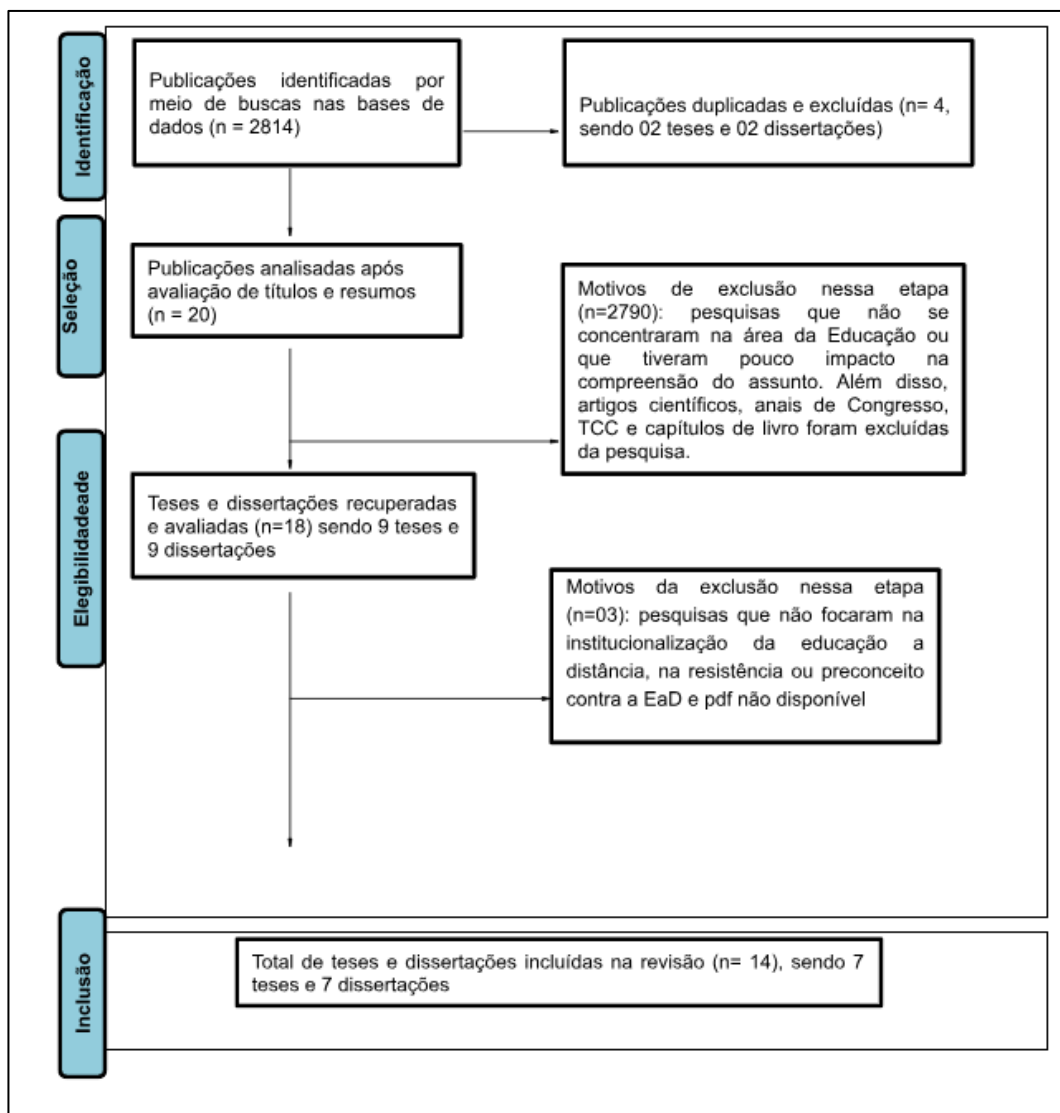 Identificação
Publicações identificadas por
meio de buscas nas bases de
dados (n = 2814)
Publicações duplicadas e excluídas (n= 4,
sendo 02 teses e 02 dissertações)
Seleção
Publicações analisadas após
avaliação de títulos e resumos
(n = 20)
Motivos de exclusão nessa etapa
(n=2790): pesquisas que não se
concentraram na área da Educação ou
que tiveram pouco impacto na
compreensão do assunto. Além disso,
artigos científicos, anais de Congresso,
TCC e capítulos de livro foram excluídas
da pesquisa.
Elegibilidadeade
Teses e dissertações recuperadas
e avaliadas (n=18) sendo 9 teses e
9 dissertações
Motivos da exclusão nessa etapa
(n=03): pesquisas que não focaram na
institucionalização da educação a
distância, na resistência ou preconceito
contra a EaD e pdf não disponível
Inclusão
Total de teses e dissertações incluídas na revisão (n= 14), sendo 7
teses e 7 dissertações